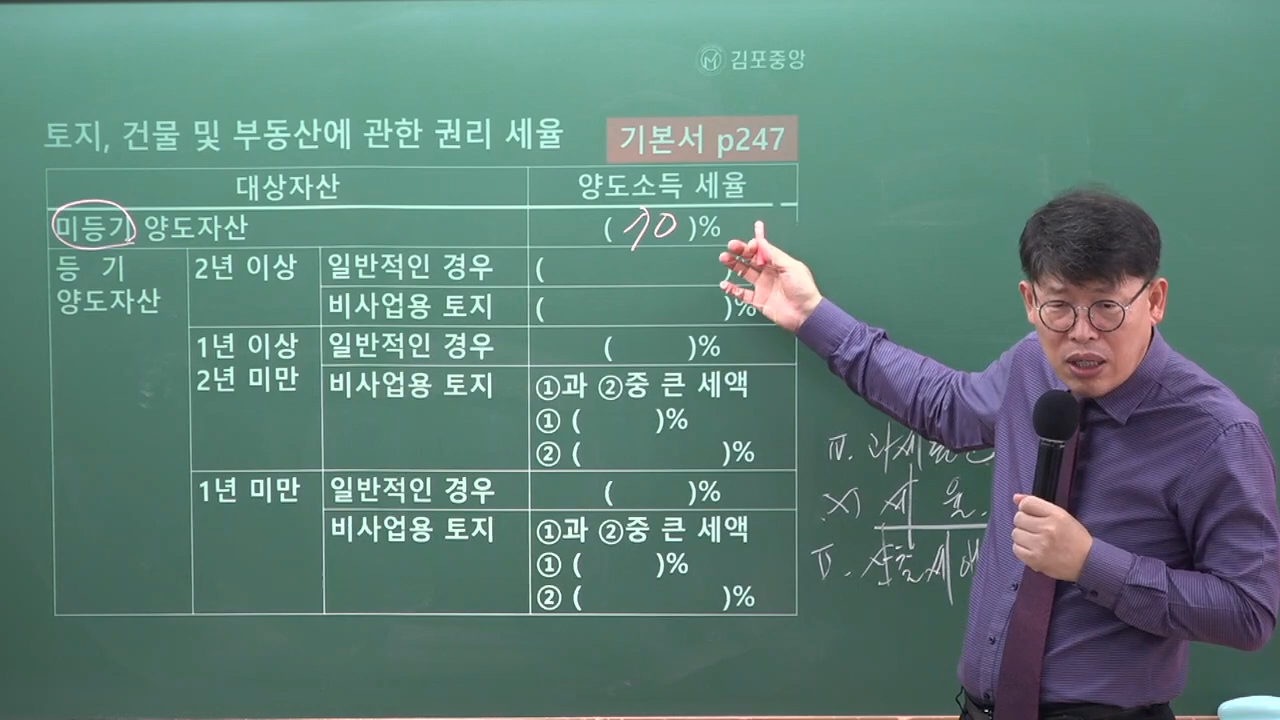 김포중앙
토지, 건물 및 부동산에 관한 권리 세율
기본서 p247
대상자산 양도소득 세율
미등기 양도자산 ( 70 )%
등 기
양도자산
2년 이상 일반적인 경우 (
비사업용 토지 ( )%
1년 이상
2년 미만
일반적인 경우 ( )%
비사업용 토지 ①과 ②중 큰 세액
① ( )%
② ( )%
1년 미만 일반적인 경우 ( )%
비사업용 토지 ①과 ②중 큰 세액
① ( )%
② ( )%
세 율.